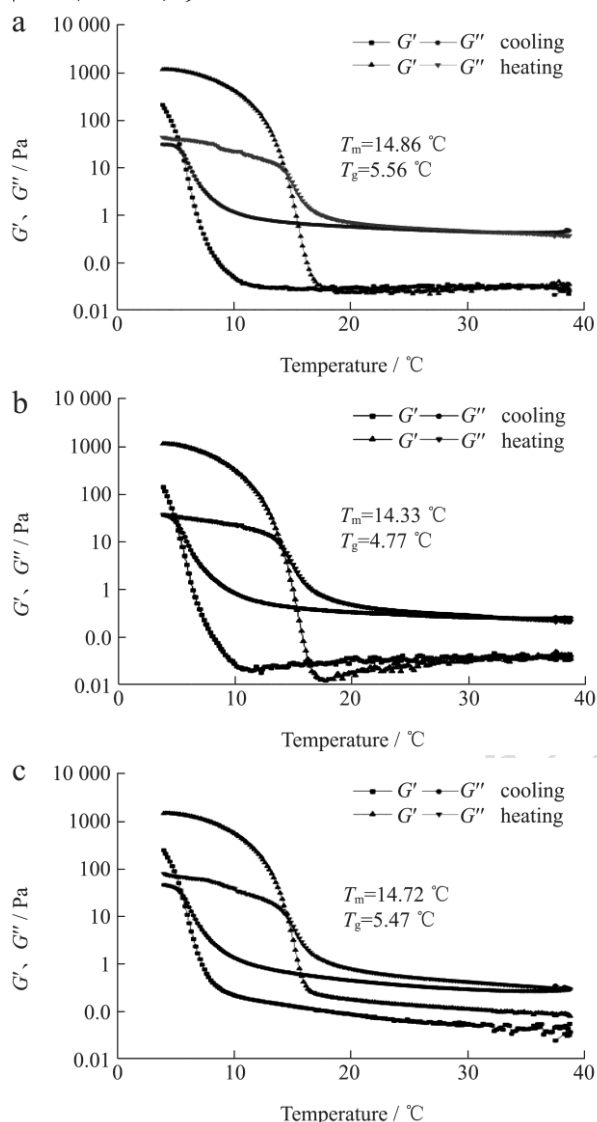 a
10 000
1000
100
10
1
0.0
0.01
G′、G″ / Pa
G′ G″ cooling
G′ G″ heating
Tm=14.86 ℃
Tg=5.56 ℃
0 10 20 30 40
Temperature / ℃
b
10 000
1000
100
10
1
0.0
0.01
G′、G″ / Pa
G′ G″ cooling
G′ G″ heating
Tm=14.33 ℃
Tg=4.77 ℃
0 10 20 30 40
Temperature / ℃
c
10 000
1000
100
10
1
0.0
0.01
G′、G″ / Pa
G′ G″ cooling
G′ G″ heating
Tm=14.72 ℃
Tg=5.47 ℃
0 10 20 30 40
Temperature / ℃